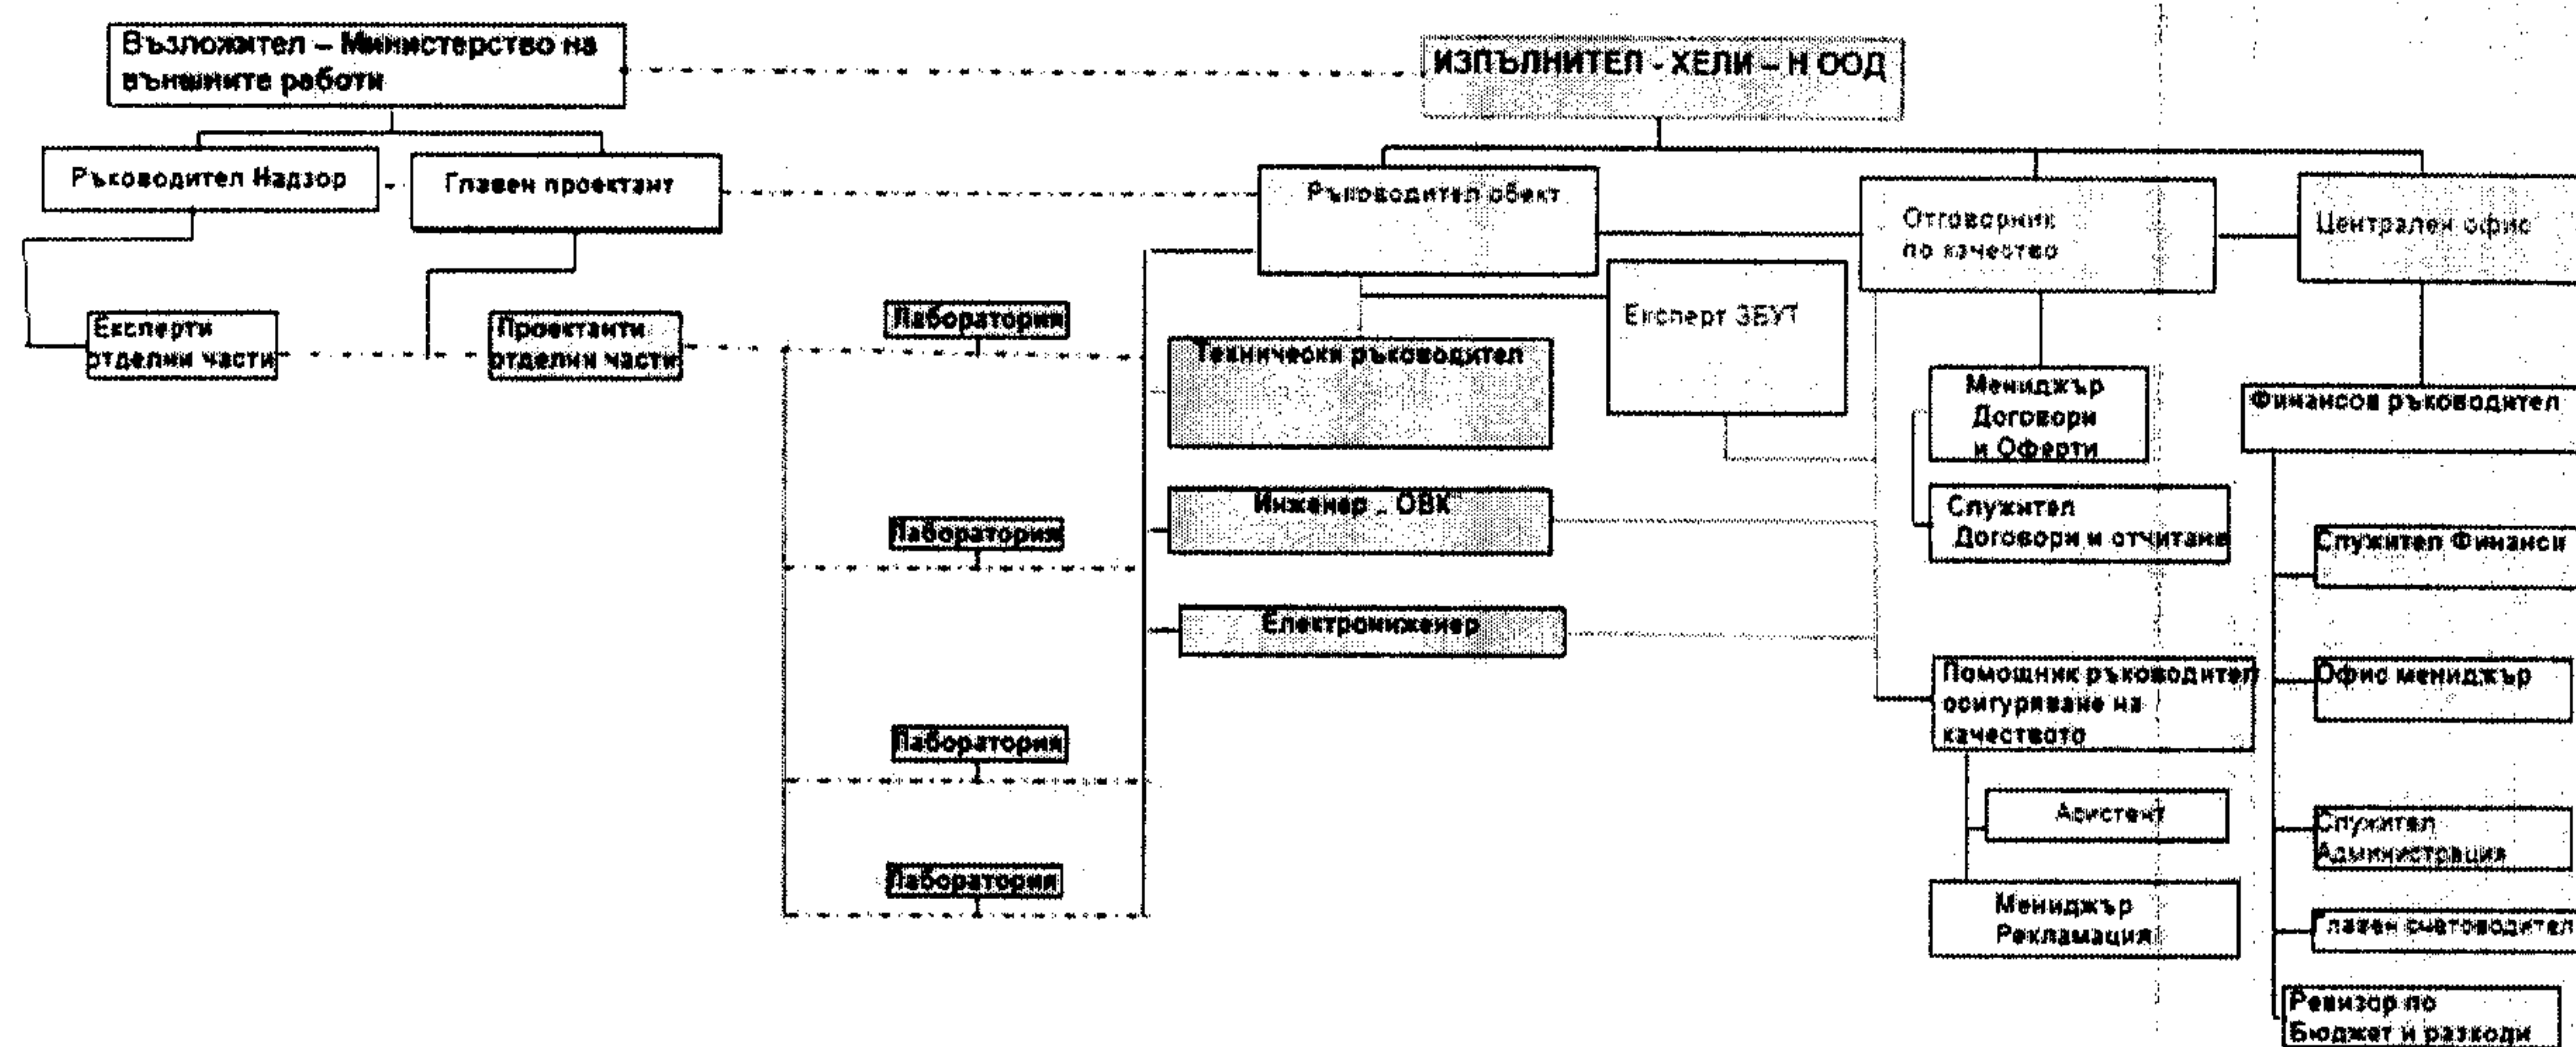 Възложител – Министерство на
външните работи
ИЗПЪЛНИТЕЛ - ХЕЛИ – Н ООД
Ръководител Надзор
Главен проектант
Ръководител обект
Отговорник
по качество
Централен офис
Експерти
отделни части
Проектанти
отделни части
Лаборатория
Експерт ЗБУТ
Технически ръководител
Мениджър
Договори
и Оферти
Финансов ръководител
Лаборатория
Инженер - ОВК
Служител
Договори и отчитане
Служител Финанси
Електроинженер
Помощник ръководител
осигуряване на
качеството
Офис мениджър
Лаборатория
Асистент
Служител
Администрация
Лаборатория
Мениджър
Рекламация
Главен счетоводител
Ревизор по
Бюджет и разходи